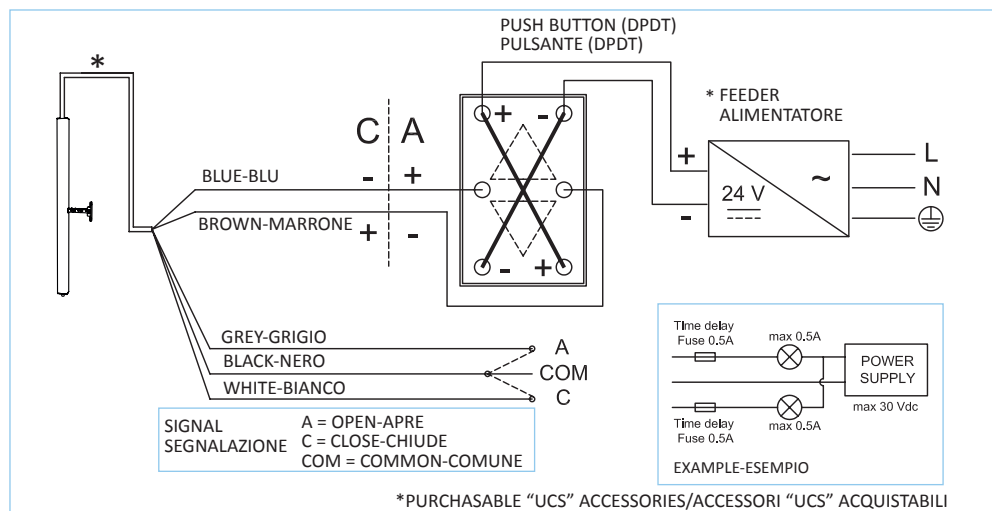 PUSH BUTTON (DPDT)
PULSANTE (DPDT)
*
* FEEDER
ALIMENTATORE
C A
+ -
+
L
24 V
~
N
-
BLUE-BLU
- +
BROWN-MARRONE
+ -
- +
GREY-GRIGIO
A
BLACK-NERO
COM
WHITE-BIANCO
C
SIGNAL
SEGNALAZIONE
A = OPEN-APRE
C = CLOSE-CHIUDE
COM = COMMON-COMUNE
Time delay
Fuse 0.5A
max 0.5A
POWER
SUPPLY
max 30 Vdc
Time delay
Fuse 0.5A
max 0.5A
EXAMPLE-ESEMPIO
*PURCHASABLE “UCS” ACCESSORIES/ACCESSORI “UCS” ACQUISTABILI